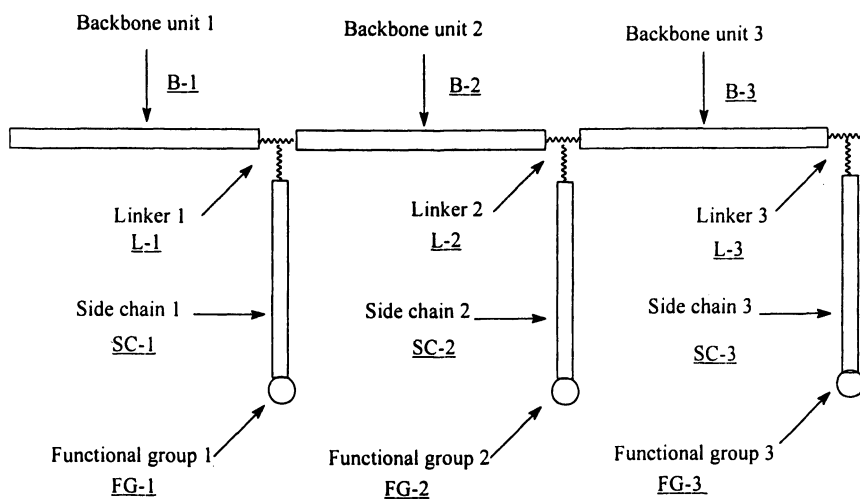 Backbone unit 1
Backbone unit 2
Backbone unit 3
B-1
B-2
B-3
Linker 1
L-1
Linker 2
L-2
Linker 3
L-3
Side chain 1
SC-1
Side chain 2
SC-2
Side chain 3
SC-3
Functional group 1
FG-1
Functional group 2
FG-2
Functional group 3
FG-3